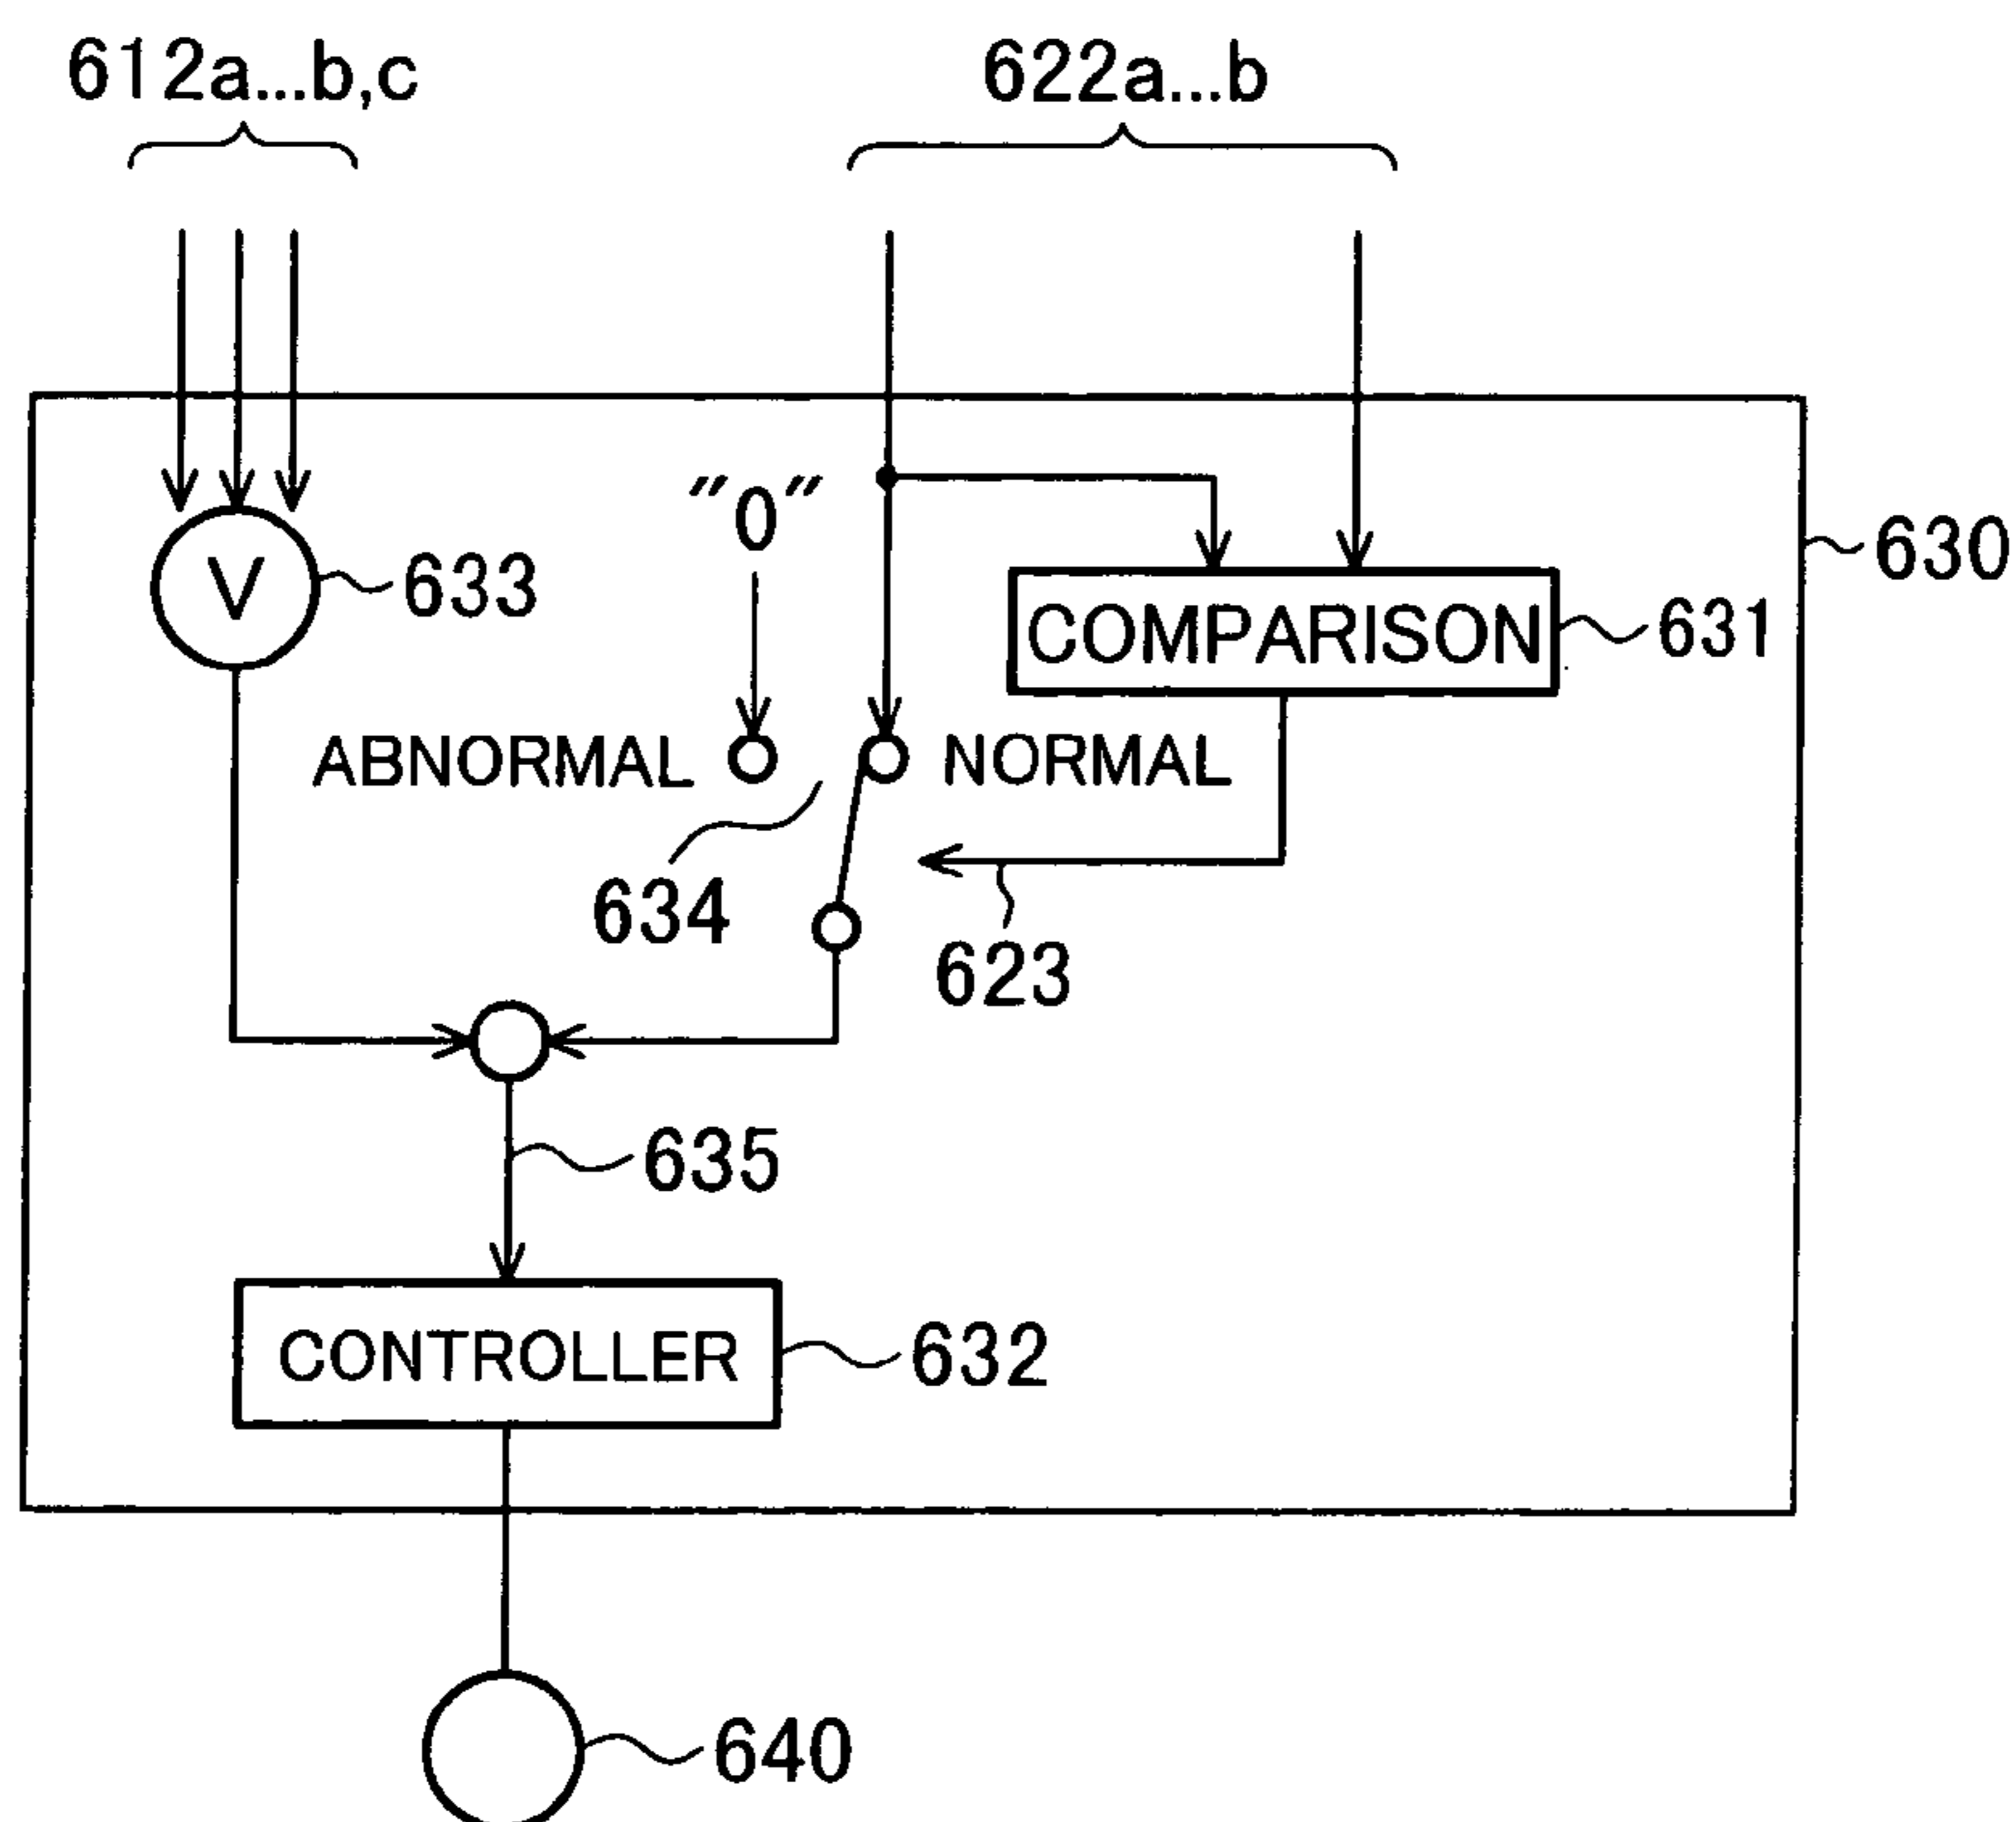 612a...b,c
622a...b
"0"
630
V
633
COMPARISON
631
ABNORMAL
NORMAL
634
623
635
CONTROLLER
632
640